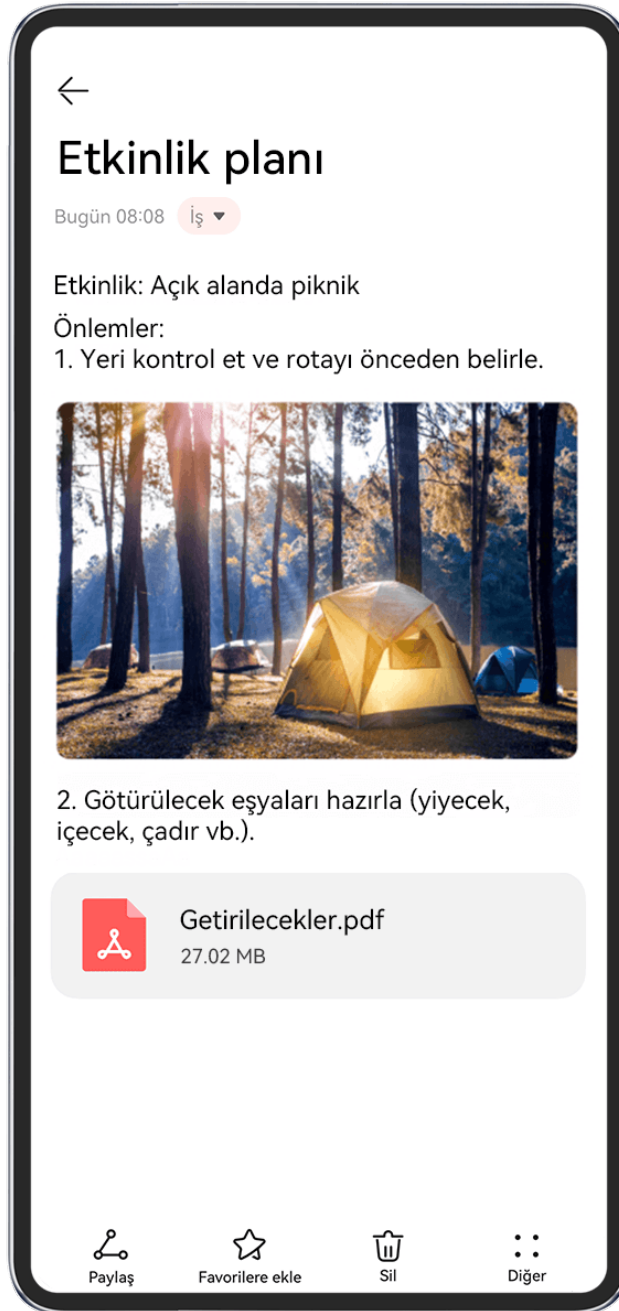 Etkinlik planı
Bugün 08:08 İş
Etkinlik: Açık alanda piknik
Önlemler:
1. Yeri kontrol et ve rotayı önceden belirle.
2. Götürülecek eşyaları hazırla (yiyecek,
içecek, çadır vb.).
Getirilecekler.pdf
27.02 MB
Paylaş Favorilere ekle Sil Diğer